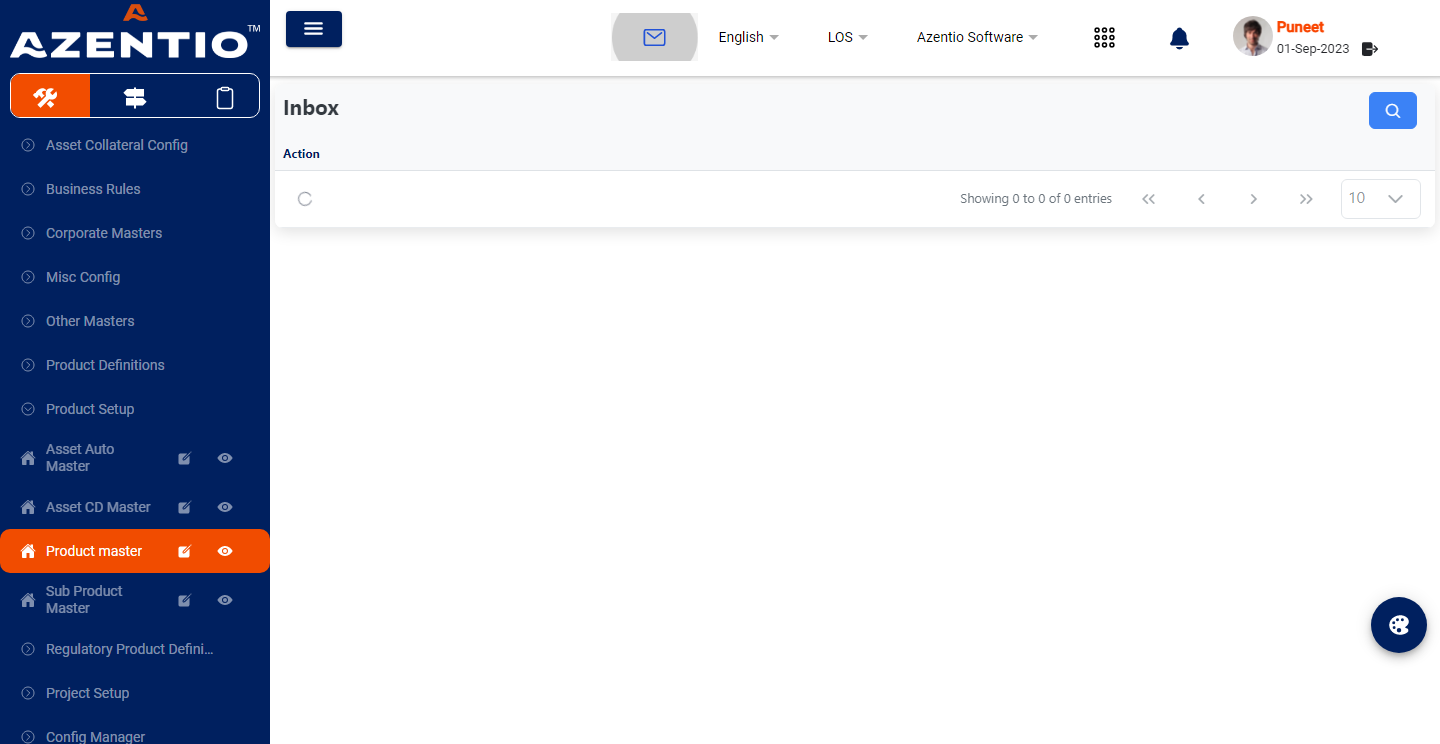 AZENTIO™
English
LOS
Azentio Software
Puneet
01-Sep-2023
Inbox
Action
Showing 0 to 0 of 0 entries
10
Asset Collateral Config
Business Rules
Corporate Masters
Misc Config
Other Masters
Product Definitions
Product Setup
Asset Auto
Master
Asset CD Master
Product master
Sub Product
Master
Regulatory Product Defini...
Project Setup
Config Manager